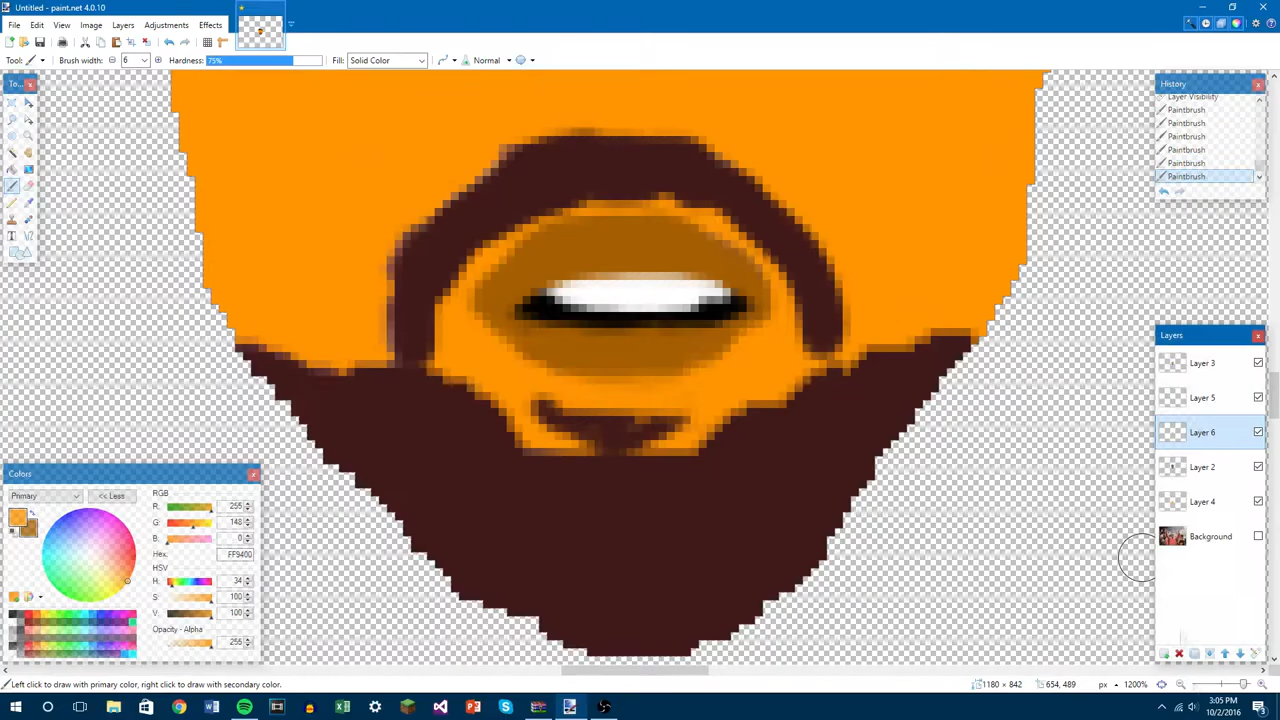 Untitled - paint.net 4.0.10
File Edit View Image Layers Adjustments Effects
Tool: Brush width: 6 Hardness: 75% Fill: Solid Color Normal
To...
History
Layer Visibility
Paintbrush
Paintbrush
Paintbrush
Paintbrush
Paintbrush
Paintbrush
Layers
Layer 3
Layer 5
Layer 6
Layer 2
Layer 4
Background
Colors
Primary << Less
RGB
R: 255
G: 148
B: 0
Hex: FF9400
HSV
H: 34
S: 100
V: 100
Opacity - Alpha
255
Left click to draw with primary color, right click to draw with secondary color. 1180 × 842 654, 489 px 1200%
3:05 PM
10/2/2016